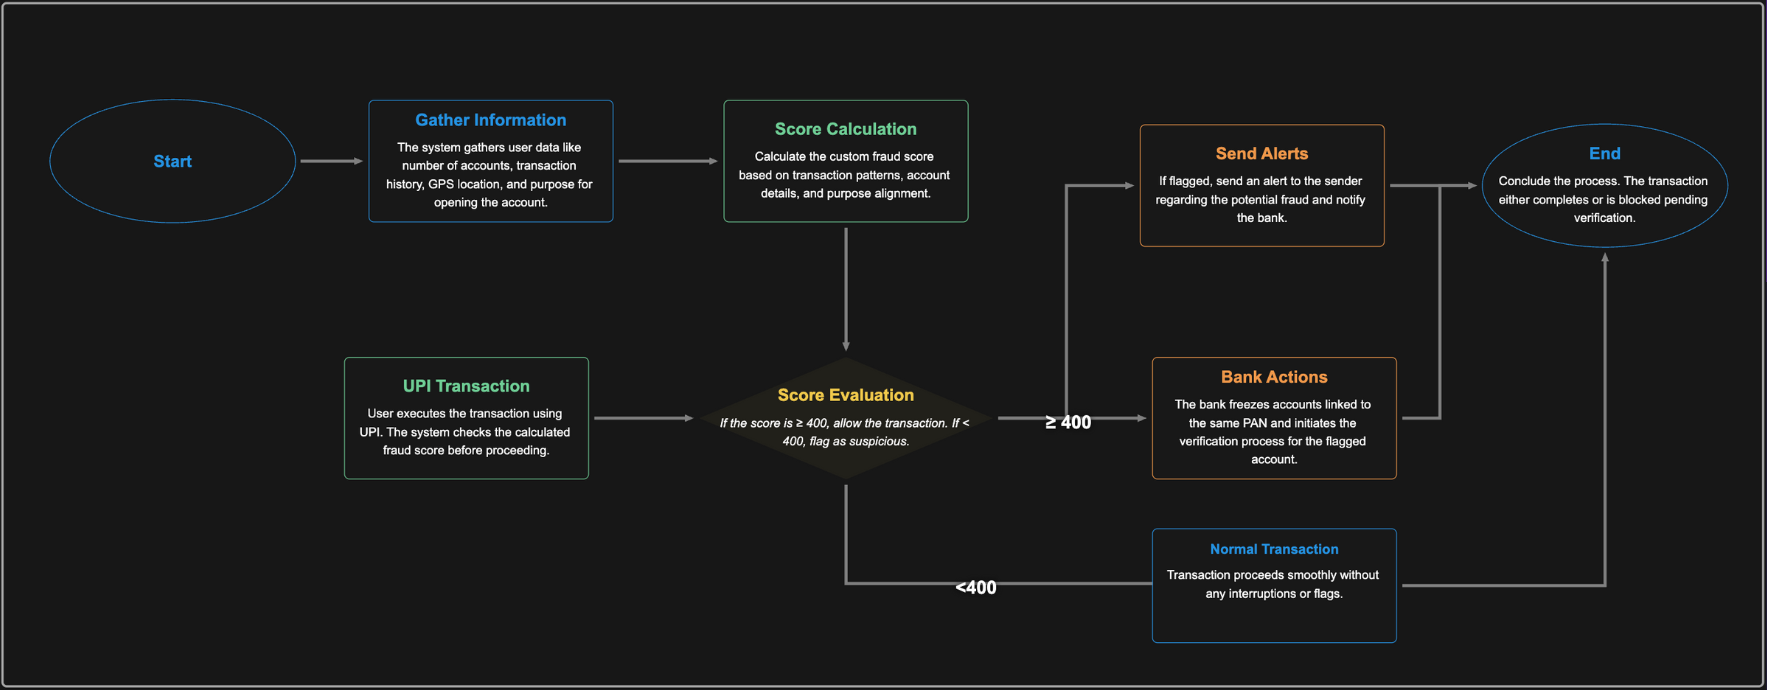 Start
Gather Information
The system gathers user data like
number of accounts, transaction
history, GPS location, and purpose for
opening the account.
Score Calculation
Calculate the custom fraud score
based on transaction patterns, account
details, and purpose alignment.
Send Alerts
If flagged, send an alert to the sender
regarding the potential fraud and notify
the bank.
End
Conclude the process. The transaction
either completes or is blocked pending
verification.
UPI Transaction
User executes the transaction using
UPI. The system checks the calculated
fraud score before proceeding.
Score Evaluation
If the score is ≥ 400, allow the transaction. If <
400, flag as suspicious.
≥ 400
Bank Actions
The bank freezes accounts linked to
the same PAN and initiates the
verification process for the flagged
account.
<400
Normal Transaction
Transaction proceeds smoothly without
any interruptions or flags.